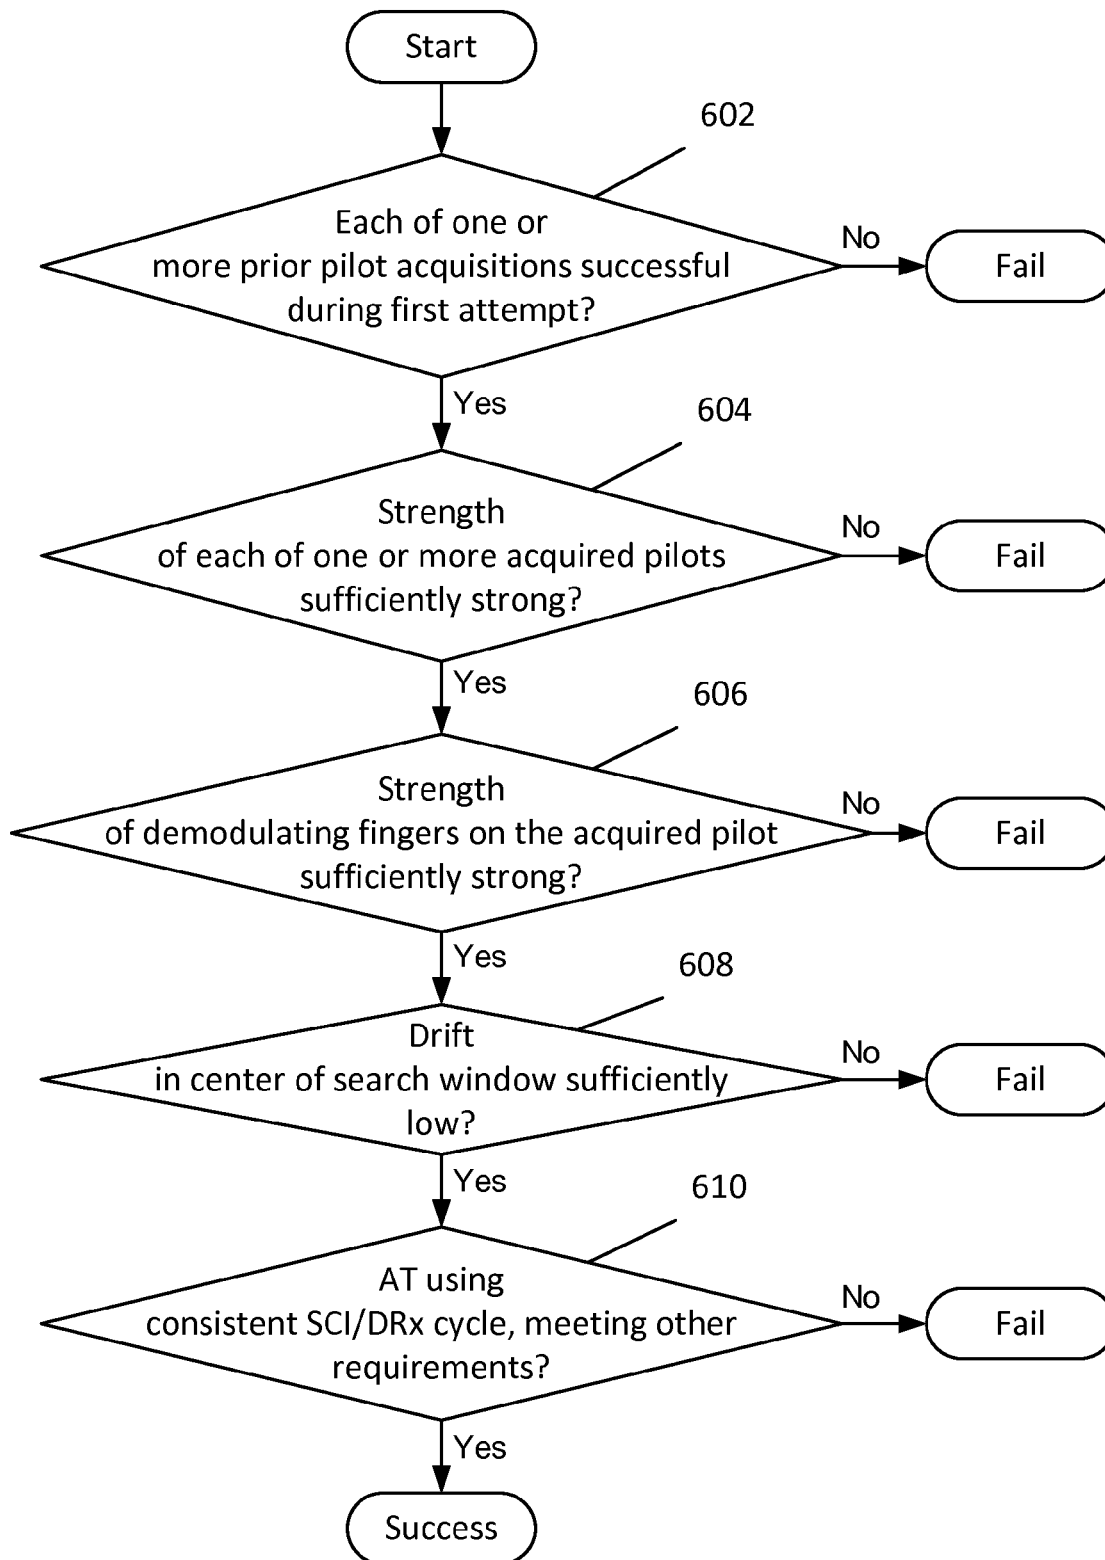 Start
602
Each of one or
more prior pilot acquisitions successful
during first attempt?
No
Fail
Yes
604
Strength
of each of one or more acquired pilots
sufficiently strong?
No
Fail
Yes
606
Strength
of demodulating fingers on the acquired pilot
sufficiently strong?
No
Fail
Yes
608
Drift
in center of search window sufficiently
low?
No
Fail
Yes
610
AT using
consistent SCI/DRx cycle, meeting other
requirements?
No
Fail
Yes
Success